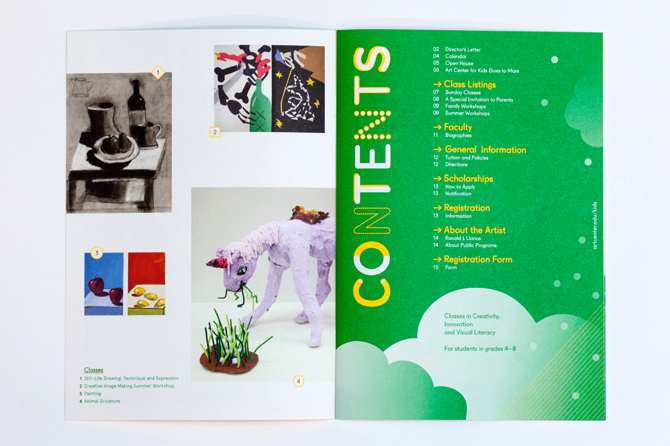 1
2
3
4
Classes
1 Still-Life Drawing: Technique and Expression
2 Creative Image Making Summer Workshop
3 Painting
4 Animal Sculpture
CONTENTS
02 Director's Letter
04 Calendar
05 Open House
06 Art Center for Kids Goes to Mars
→ Class Listings
07 Sunday Classes
08 A Special Invitation to Parents
09 Family Workshops
09 Summer Workshops
→ Faculty
11 Biographies
→ General Information
12 Tuition and Policies
12 Directions
→ Scholarships
13 How to Apply
13 Notification
→ Registration
13 Information
→ About the Artist
14 Ronald J. Llanos
14 About Public Programs
→ Registration Form
15 Form
artcenter.edu/kids
Classes in Creativity,
Innovation
and Visual Literacy
For students in grades 4–8